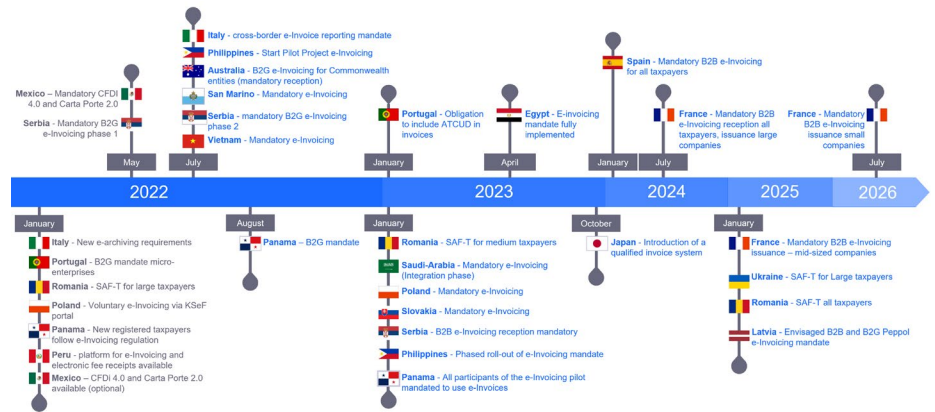 Italy - cross-border e-Invoice reporting mandate
Philippines - Start Pilot Project e-Invoicing
Australia - B2G e-Invoicing for Commonwealth
entities (mandatory reception)
San Marino - Mandatory e-Invoicing
Serbia - mandatory B2G e-Invoicing
phase 2
Vietnam - Mandatory e-Invoicing
Mexico – Mandatory CFDi
4.0 and Carta Porte 2.0
Serbia - Mandatory B2G
e-Invoicing phase 1
Portugal - Obligation
to include ATCUD in
invoices
Egypt - E-invoicing
mandate fully
implemented
Spain - Mandatory B2B e-Invoicing
for all taxpayers
France - Mandatory B2B
e-Invoicing reception all
taxpayers, issuance large
companies
France - Mandatory
B2B e-Invoicing
issuance small
companies
May
July
January
April
January
July
July
2022
2023
2024
2025
2026
January
August
January
October
January
Italy - New e-archiving requirements
Portugal - B2G mandate micro-
enterprises
Romania - SAF-T for large taxpayers
Poland - Voluntary e-Invoicing via KSeF
portal
Panama - New registered taxpayers
follow e-Invoicing regulation
Peru - platform for e-Invoicing and
electronic fee receipts available
Mexico – CFDi 4.0 and Carta Porte 2.0
available (optional)
Panama – B2G mandate
Romania - SAF-T for medium taxpayers
Saudi-Arabia - Mandatory e-Invoicing
(Integration phase)
Poland - Mandatory e-Invoicing
Slovakia - Mandatory e-Invoicing
Serbia - B2B e-Invoicing reception mandatory
Philippines - Phased roll-out of e-Invoicing mandate
Panama - All participants of the e-Invoicing pilot
mandated to use e-Invoices
Japan - Introduction of a
qualified invoice system
France - Mandatory B2B e-Invoicing
issuance – mid-sized companies
Ukraine - SAF-T for Large taxpayers
Romania - SAF-T all taxpayers
Latvia - Envisaged B2B and B2G Peppol
e-Invoicing mandate